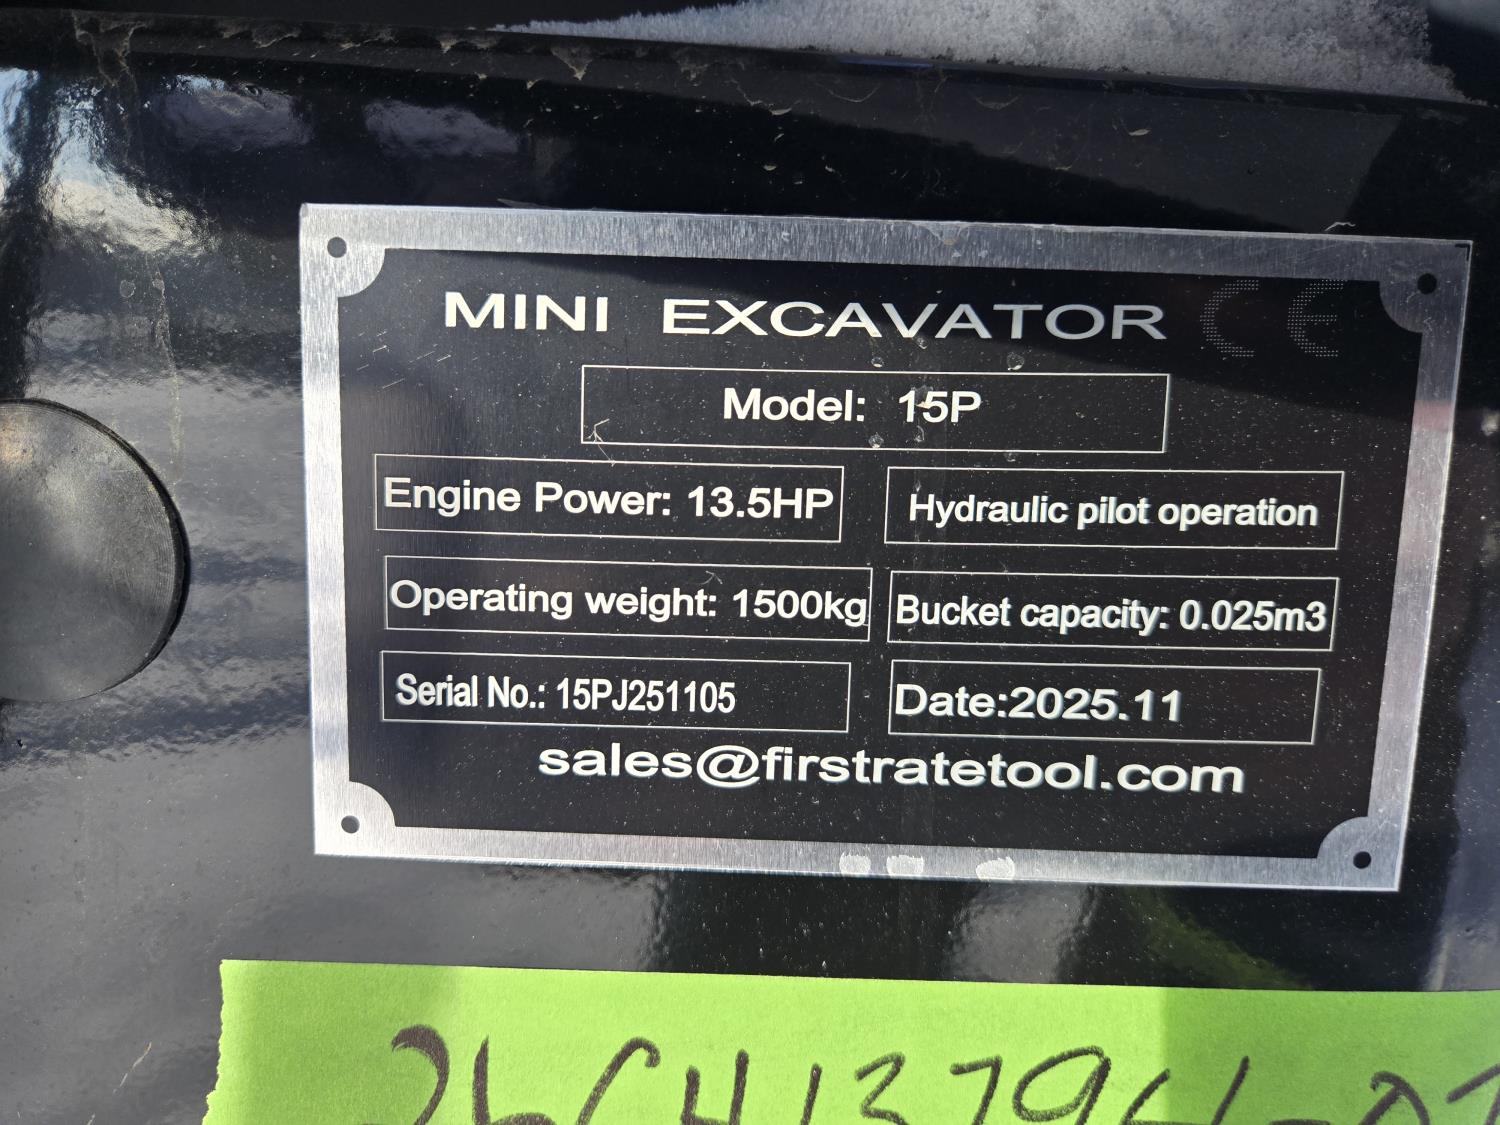 MINI EXCAVATOR CE
Model: 15P
Engine Power: 13.5HP Hydraulic pilot operation
Operating weight: 1500kg Bucket capacity: 0.025m3
Serial No.: 15PJ251105 Date:2025.11
sales@firstratetool.com